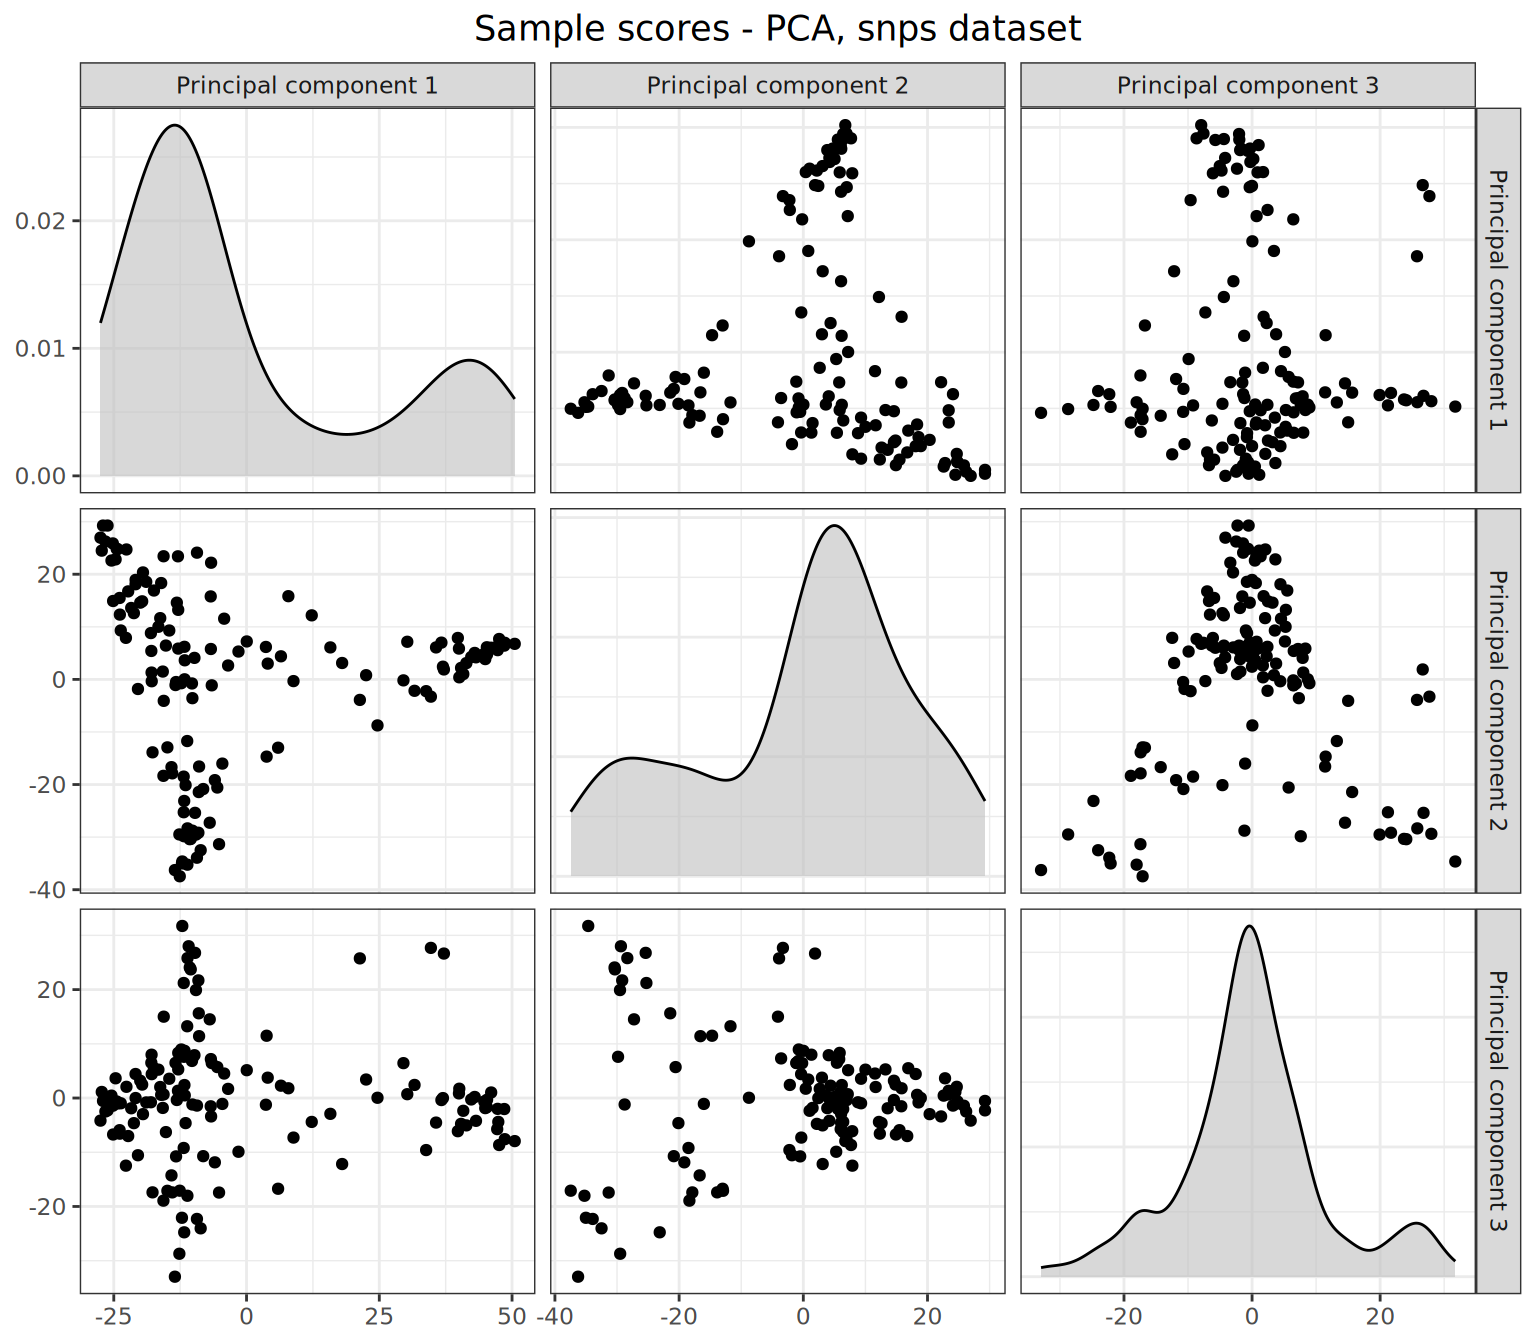 Sample scores - PCA, snps dataset
Principal component 1
Principal component 2
Principal component 3
0.02
0.01
0.00
Principal component 1
20
0
-20
-40
Principal component 2
20
0
-20
Principal component 3
-25 0 25 50
-40 -20 0 20
-20 0 20